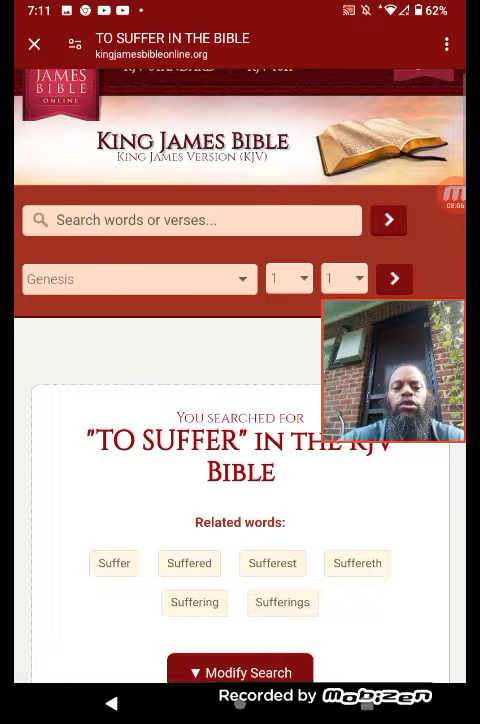 7:11
62%
TO SUFFER IN THE BIBLE
kingjamesbibleonline.org
JAMES
BIBLE
ONLINE
KING JAMES BIBLE
KING JAMES VERSION (KJV)
Search words or verses...
08:06
Genesis 1 1
YOU SEARCHED FOR
"TO SUFFER" IN THE KJV
BIBLE
Related words:
Suffer Suffered Sufferest Suffereth
Suffering Sufferings
▼ Modify Search
Recorded by MOBIZEN